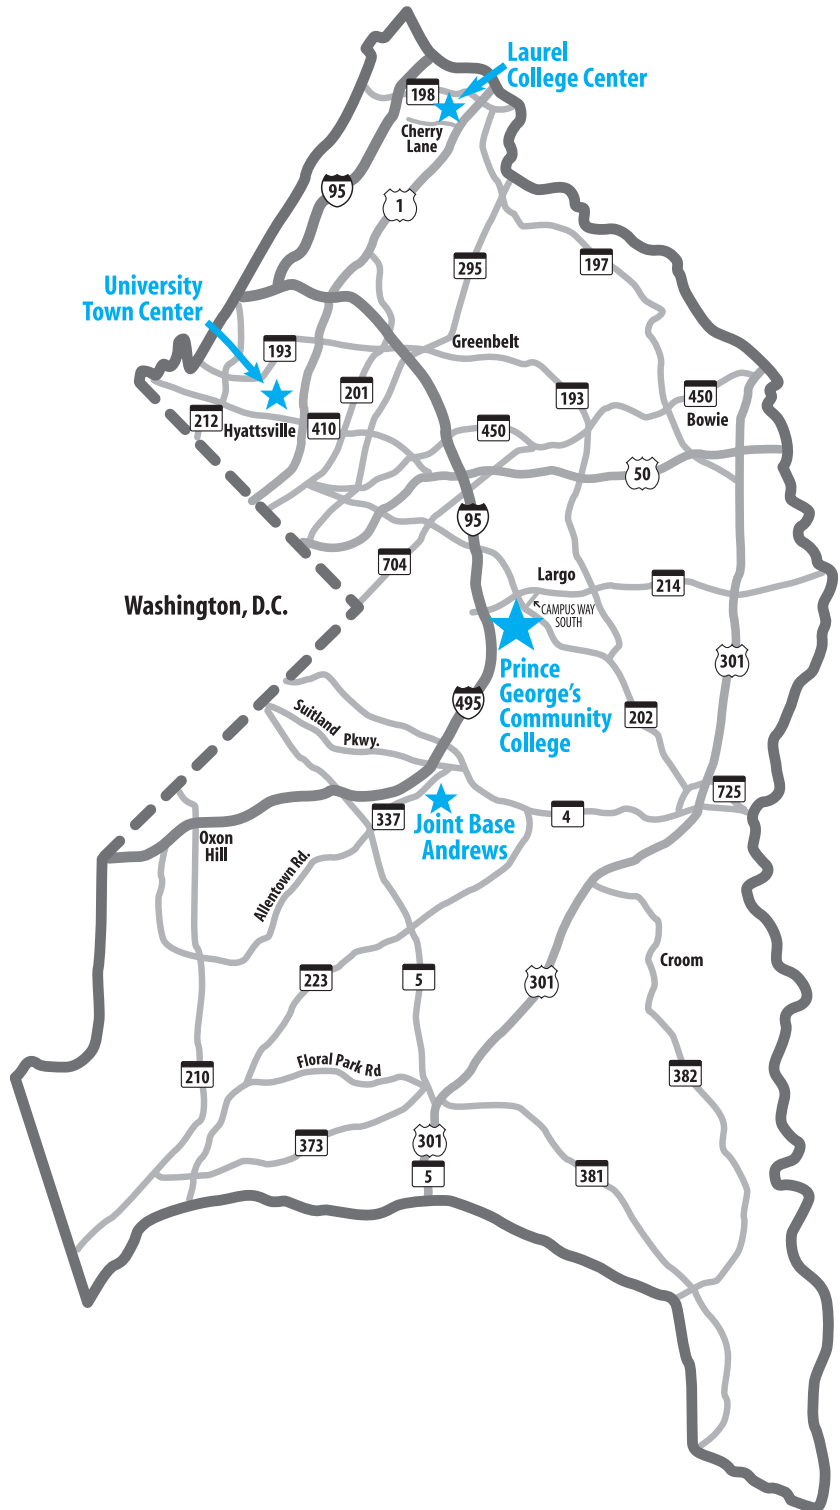 Laurel
College Center
198
Cherry
Lane
95
1
295
197
University
Town Center
193
Greenbelt
201
193
450
212
Hyattsville
410
450
Bowie
50
95
704
Largo
214
Washington, D.C.
CAMPUS WAY
SOUTH
301
Prince
George's
Community
College
495
Suitland Pkwy.
202
725
337
4
Joint Base
Andrews
Oxon
Hill
Allentown Rd.
223
5
301
Croom
210
Floral Park Rd
382
373
301
5
381